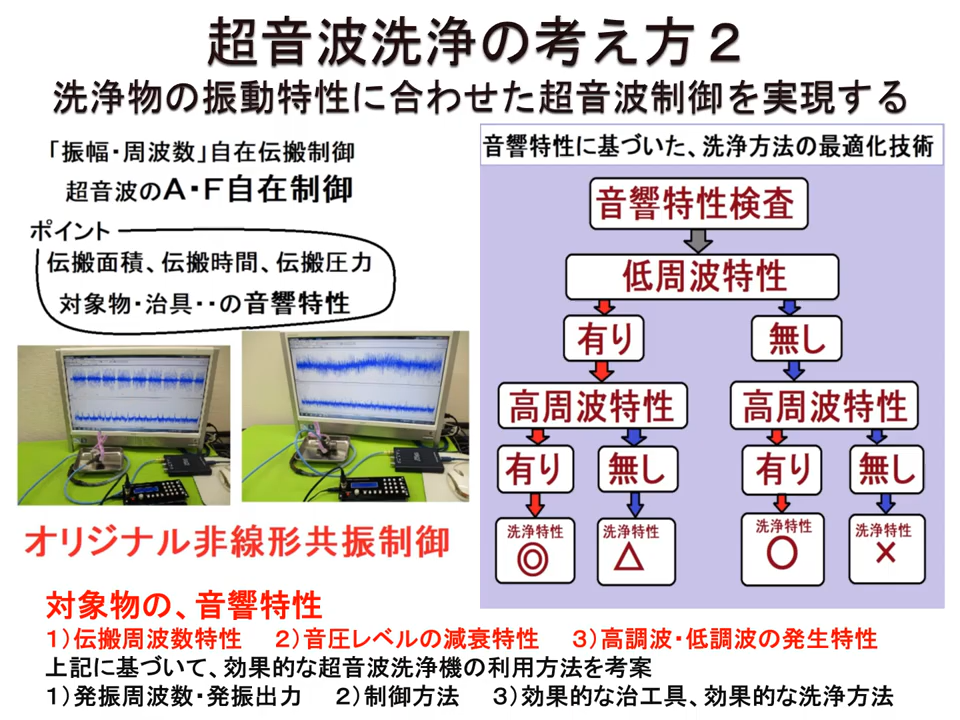 超音波洗浄の考え方2
洗浄物の振動特性に合わせた超音波制御を実現する
「振幅・周波数」自在伝搬制御
超音波のA・F自在制御
ポイント
伝搬面積、伝搬時間、伝搬圧力
対象物・治具・・の音響特性
オリジナル非線形共振制御
音響特性に基づいた、洗浄方法の最適化技術
音響特性検査
低周波特性
有り 無し
高周波特性 高周波特性
有り 無し 有り 無し
洗浄特性 洗浄特性 洗浄特性 洗浄特性
◎ △ ○ ×
対象物の、音響特性
1)伝搬周波数特性 2)音圧レベルの減衰特性 3)高調波・低調波の発生特性
上記に基づいて、効果的な超音波洗浄機の利用方法を考案
1)発振周波数・発振出力 2)制御方法 3)効果的な治工具、効果的な洗浄方法